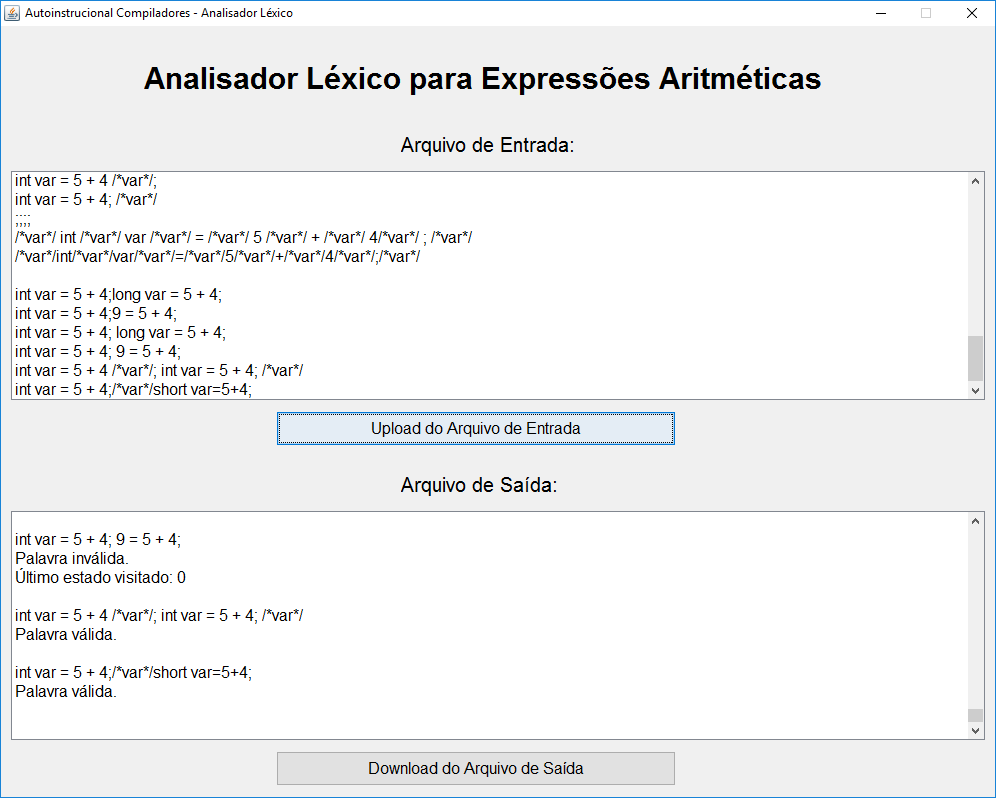 Autoinstrucional Compiladores - Analisador Léxico
Analisador Léxico para Expressões Aritméticas
Arquivo de Entrada:
int var = 5 + 4 /*var*/;
int var = 5 + 4; /*var*/
;;;;
/*var*/ int /*var*/ var /*var*/ = /*var*/ 5 /*var*/ + /*var*/ 4/*var*/ ; /*var*/
/*var*/int/*var*/var/*var*/=/*var*/5/*var*/+/*var*/4/*var*/;/*var*/
int var = 5 + 4;long var = 5 + 4;
int var = 5 + 4;9 = 5 + 4;
int var = 5 + 4; long var = 5 + 4;
int var = 5 + 4; 9 = 5 + 4;
int var = 5 + 4 /*var*/; int var = 5 + 4; /*var*/
int var = 5 + 4;/*var*/short var=5+4;
Upload do Arquivo de Entrada
Arquivo de Saída:
int var = 5 + 4; 9 = 5 + 4;
Palavra inválida.
Último estado visitado: 0
int var = 5 + 4 /*var*/; int var = 5 + 4; /*var*/
Palavra válida.
int var = 5 + 4;/*var*/short var=5+4;
Palavra válida.
Download do Arquivo de Saída